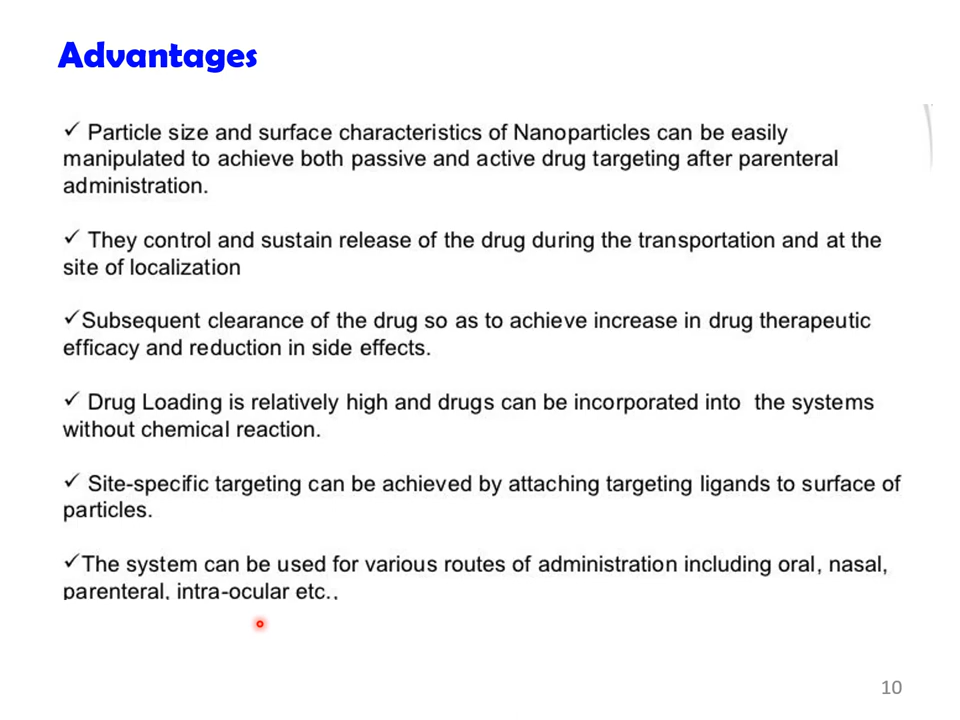 Advantages
✓ Particle size and surface characteristics of Nanoparticles can be easily
manipulated to achieve both passive and active drug targeting after parenteral
administration.
✓ They control and sustain release of the drug during the transportation and at the
site of localization
✓Subsequent clearance of the drug so as to achieve increase in drug therapeutic
efficacy and reduction in side effects.
✓ Drug Loading is relatively high and drugs can be incorporated into  the systems
without chemical reaction.
✓ Site-specific targeting can be achieved by attaching targeting ligands to surface of
particles.
✓The system can be used for various routes of administration including oral, nasal,
parenteral, intra-ocular etc.,
10